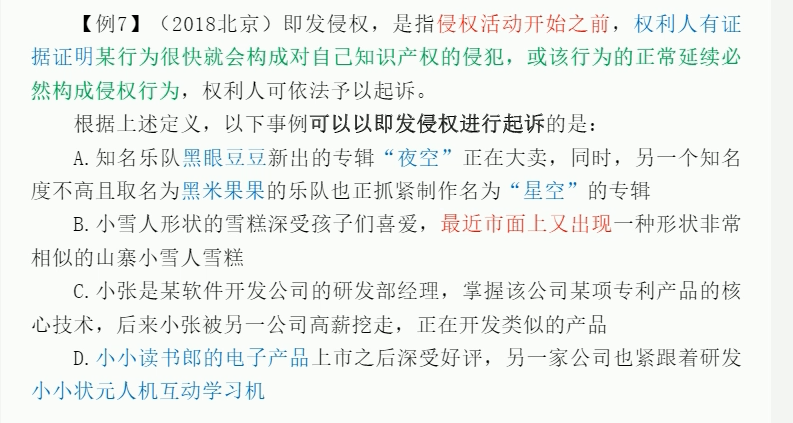 【例7】（2018北京）即发侵权，是指侵权活动开始之前，权利人有证
据证明某行为很快就会构成对自己知识产权的侵犯，或该行为的正常延续必
然构成侵权行为，权利人可依法予以起诉。
根据上述定义，以下事例可以以即发侵权进行起诉的是：
A.知名乐队黑眼豆豆新出的专辑“夜空”正在大卖，同时，另一个知名
度不高且取名为黑米果果的乐队也正抓紧制作名为“星空”的专辑
B.小雪人形状的雪糕深受孩子们喜爱，最近市面上又出现一种形状非常
相似的山寨小雪人雪糕
C.小张是某软件开发公司的研发部经理，掌握该公司某项专利产品的核
心技术，后来小张被另一公司高薪挖走，正在开发类似的产品
D.小小读书郎的电子产品上市之后深受好评，另一家公司也紧跟着研发
小小状元人机互动学习机